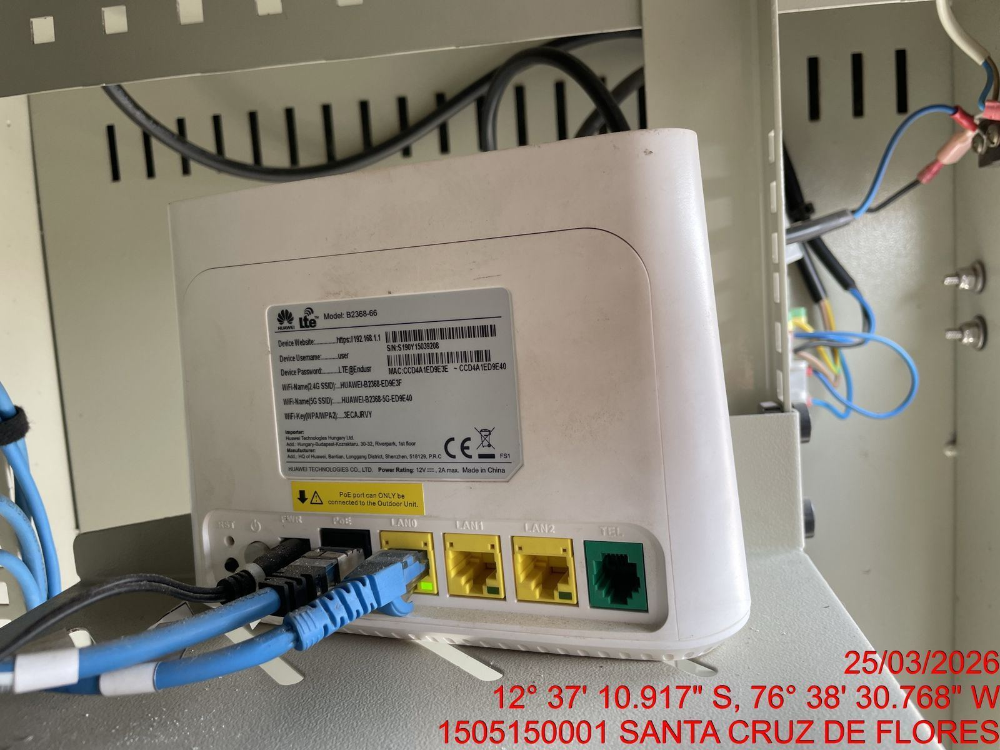 HUAWEI
Lte™
Model: B2368-66
Device Website:...............https://192.168.1.1
S/N:S190Y15039208
Device Username:............user
Device Password:...........LTE@Endusr
MAC:CCD4A1ED9E3E ~ CCD4A1ED9E40
WiFi-Name(2.4G SSID):...HUAWEI-B2368-ED9E3F
WiFi-Name(5G SSID):.....HUAWEI-B2368-5G-ED9E40
WiFi-Key(WPA/WPA2):....3ECAJRVY
Importer:
Huawei Technologies Hungary Ltd.
Add.: Hungary-Budapest-Kozraktaru. 30-32, Riverpark, 1st floor
Manufacturer:
Add.: HQ of Huawei, Bantian, Longgang District, Shenzhen, 518129, P.R.C
CE
FS1
HUAWEI TECHNOLOGIES CO., LTD. Power Rating: 12V⎓, 2A max. Made in China
PoE port can ONLY be
connected to the Outdoor Unit.
RST PWR PoE LAN0 LAN1 LAN2 TEL
25/03/2026
12° 37' 10.917" S, 76° 38' 30.768" W
1505150001 SANTA CRUZ DE FLORES